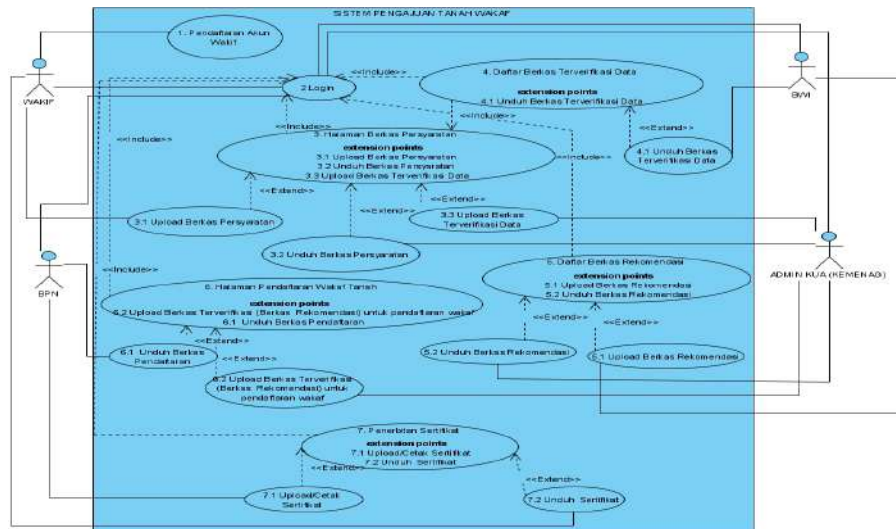 SISTEM PENGAJUAN TANAH WAKAF
1. Pendaftaran Akun
Wakif
WAKIF
2 Login
<<Include>>
4. Daftar Berkas Terverifikasi Data
extension points
4.1 Unduh Berkas Terverifikasi Data
BWI
<<Include>>
<<Include>>
<<Include>>
<<Extend>>
4.1 Unduh Berkas
Terverifikasi Data
3. Halaman Berkas Persyaratan
extension points
3.1 Upload Berkas Persyaratan
3.2 Unduh Berkas Persyaratan
3.3 Upload Berkas Terverifikasi Data
<<Include>>
<<Extend>>
<<Extend>>
<<Extend>>
3.1 Upload Berkas Persyaratan
3.3 Upload Berkas
Terverifikasi Data
3.2 Unduh Berkas Persyaratan
ADMIN KUA (KEMENAG)
BPN
<<Include>>
5. Daftar Berkas Rekomendasi
extension points
5.1 Upload Berkas Rekomendasi
5.2 Unduh Berkas Rekomendasi
6. Halaman Pendaftaran Wakaf Tanah
extension points
6.2 Upload Berkas Terverifikasi (Berkas Rekomendasi) untuk pendaftaran wakaf
6.1 Unduh Berkas Pendaftaran
<<Extend>>
<<Extend>>
<<Extend>>
<<Extend>>
6.1 Unduh Berkas
Pendaftaran
5.2 Unduh Berkas Rekomendasi
5.1 Upload Berkas Rekomendasi
6.2 Upload Berkas Terverifikasi
(Berkas Rekomendasi) untuk
pendaftaran wakaf
7. Penerbitan Sertifikat
extension points
7.1 Upload/Cetak Sertifikat
7.2 Unduh Sertifikat
<<Extend>>
<<Extend>>
7.1 Upload/Cetak
Sertifikat
7.2 Unduh Sertifikat